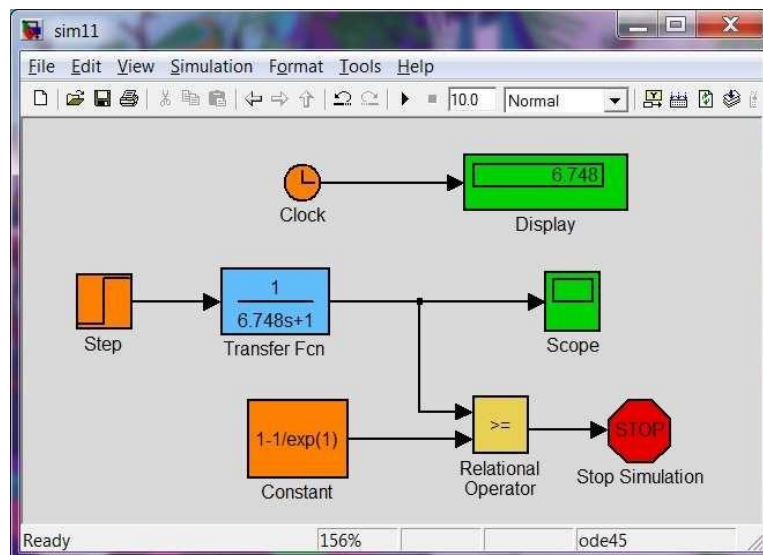 sim11
File Edit View Simulation Format Tools Help
10.0 Normal
Clock
6.748
Display
Step
1
6.748s+1
Transfer Fcn
Scope
1-1/exp(1)
Constant
>=
Relational
Operator
STOP
Stop Simulation
Ready 156% ode45